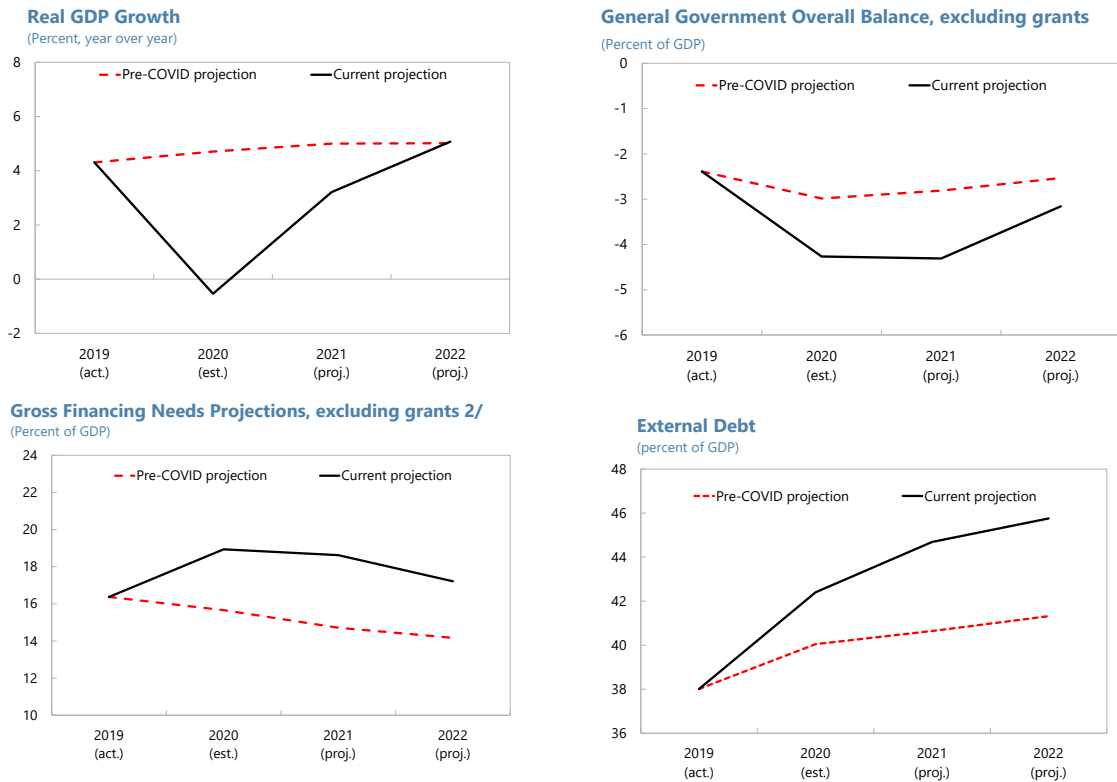 Real GDP Growth
(Percent, year over year)
8
6
4
2
0
-2
Pre-COVID projection
Current projection
2019
(act.)
2020
(est.)
2021
(proj.)
2022
(proj.)
General Government Overall Balance, excluding grants
(Percent of GDP)
0
-1
-2
-3
-4
-5
-6
Pre-COVID projection
Current projection
2019
(act.)
2020
(est.)
2021
(proj.)
2022
(proj.)
Gross Financing Needs Projections, excluding grants 2/
(Percent of GDP)
24
22
20
18
16
14
12
10
Pre-COVID projection
Current projection
2019
(act.)
2020
(est.)
2021
(proj.)
2022
(proj.)
External Debt
(percent of GDP)
48
46
44
42
40
38
36
Pre-COVID projection
Current projection
2019
(act.)
2020
(est.)
2021
(proj.)
2022
(proj.)